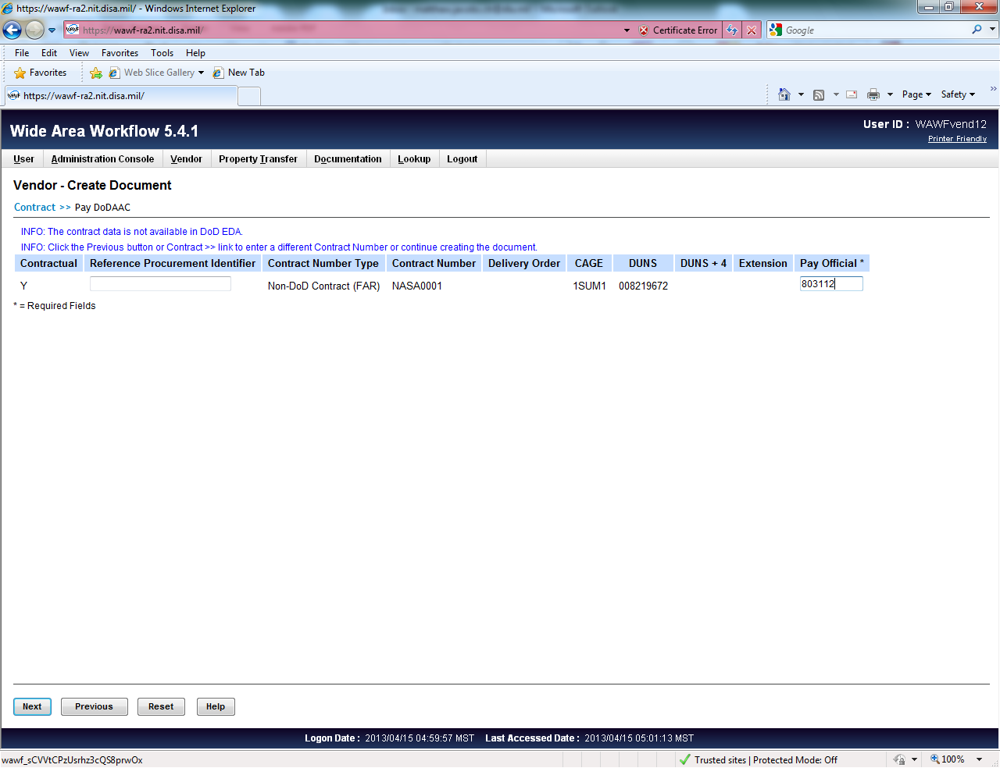 https://wawf-ra2.nit.disa.mil/ - Windows Internet Explorer
WAWF https://wawf-ra2.nit.disa.mil/ Certificate Error Google
File Edit View Favorites Tools Help
Favorites Web Slice Gallery New Tab
WAWF https://wawf-ra2.nit.disa.mil/ Page Safety »
Wide Area Workflow 5.4.1 User ID : WAWFvend12
Printer Friendly
User Administration Console Vendor Property Transfer Documentation Lookup Logout
Vendor - Create Document
Contract >> Pay DoDAAC
INFO: The contract data is not available in DoD EDA.
INFO: Click the Previous button or Contract >> link to enter a different Contract Number or continue creating the document.
Contractual Reference Procurement Identifier Contract Number Type Contract Number Delivery Order CAGE DUNS DUNS + 4 Extension Pay Official *
Y Non-DoD Contract (FAR) NASA0001 1SUM1 008219672 803112
* = Required Fields
Next Previous Reset Help
Logon Date : 2013/04/15 04:59:57 MST Last Accessed Date : 2013/04/15 05:01:13 MST
wawf_sCVVtCPzUsrhz3cQS8prwOx Trusted sites | Protected Mode: Off 100%